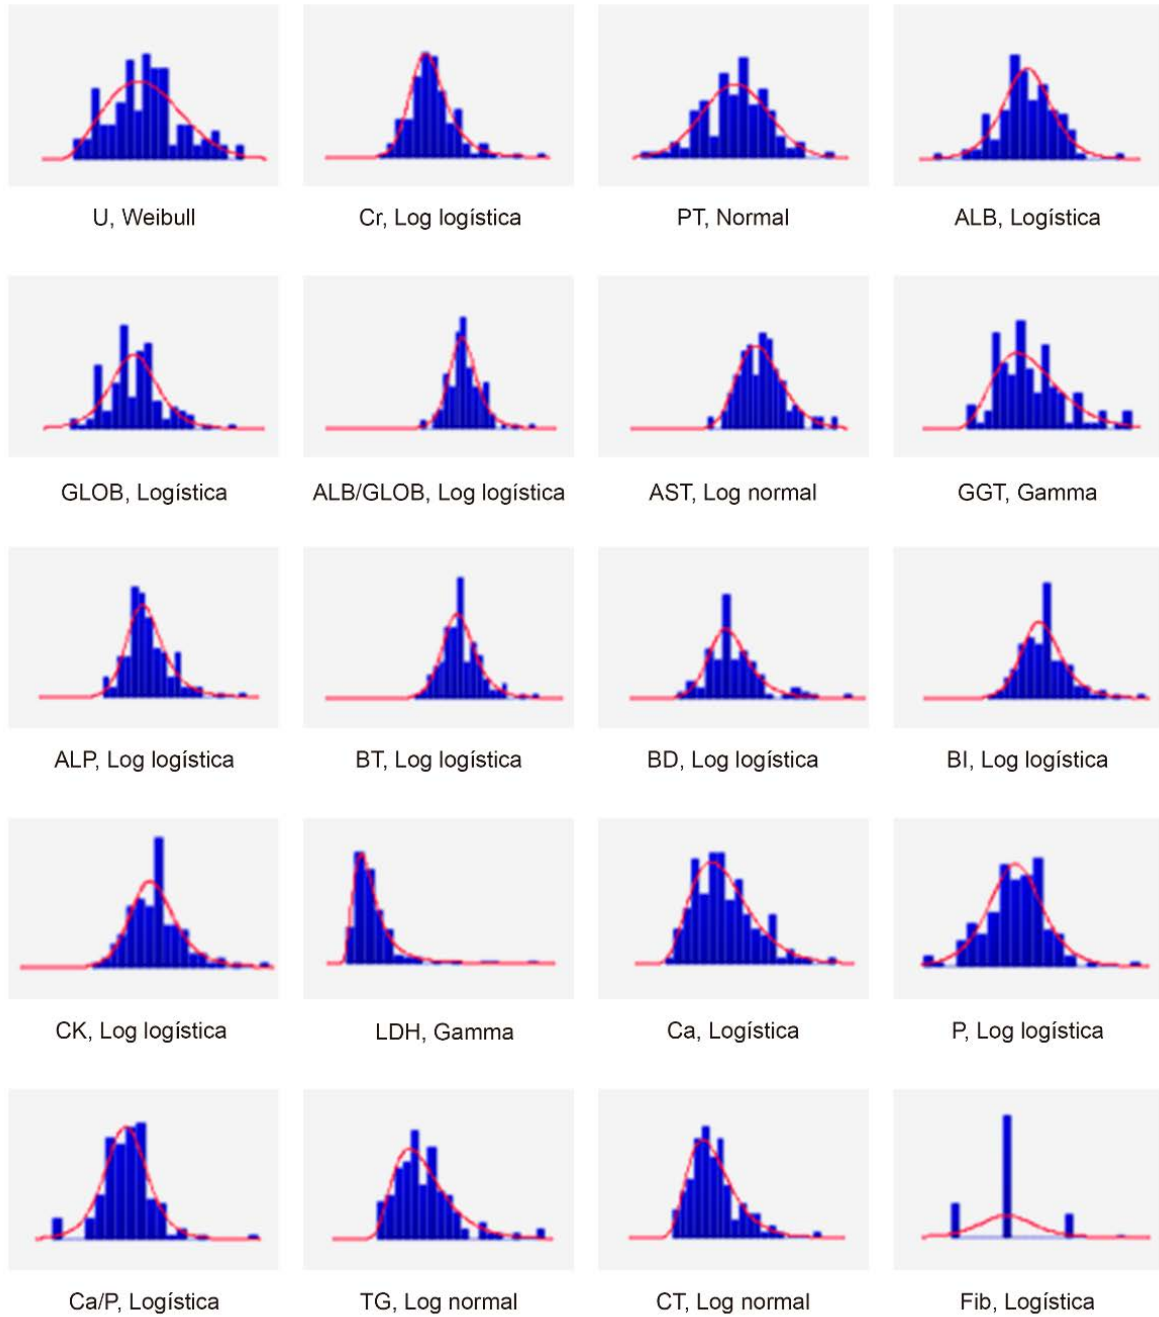 U, Weibull
Cr, Log logística
PT, Normal
ALB, Logística
GLOB, Logística
ALB/GLOB, Log logística
AST, Log normal
GGT, Gamma
ALP, Log logística
BT, Log logística
BD, Log logística
BI, Log logística
CK, Log logística
LDH, Gamma
Ca, Logística
P, Log logística
Ca/P, Logística
TG, Log normal
CT, Log normal
Fib, Logística